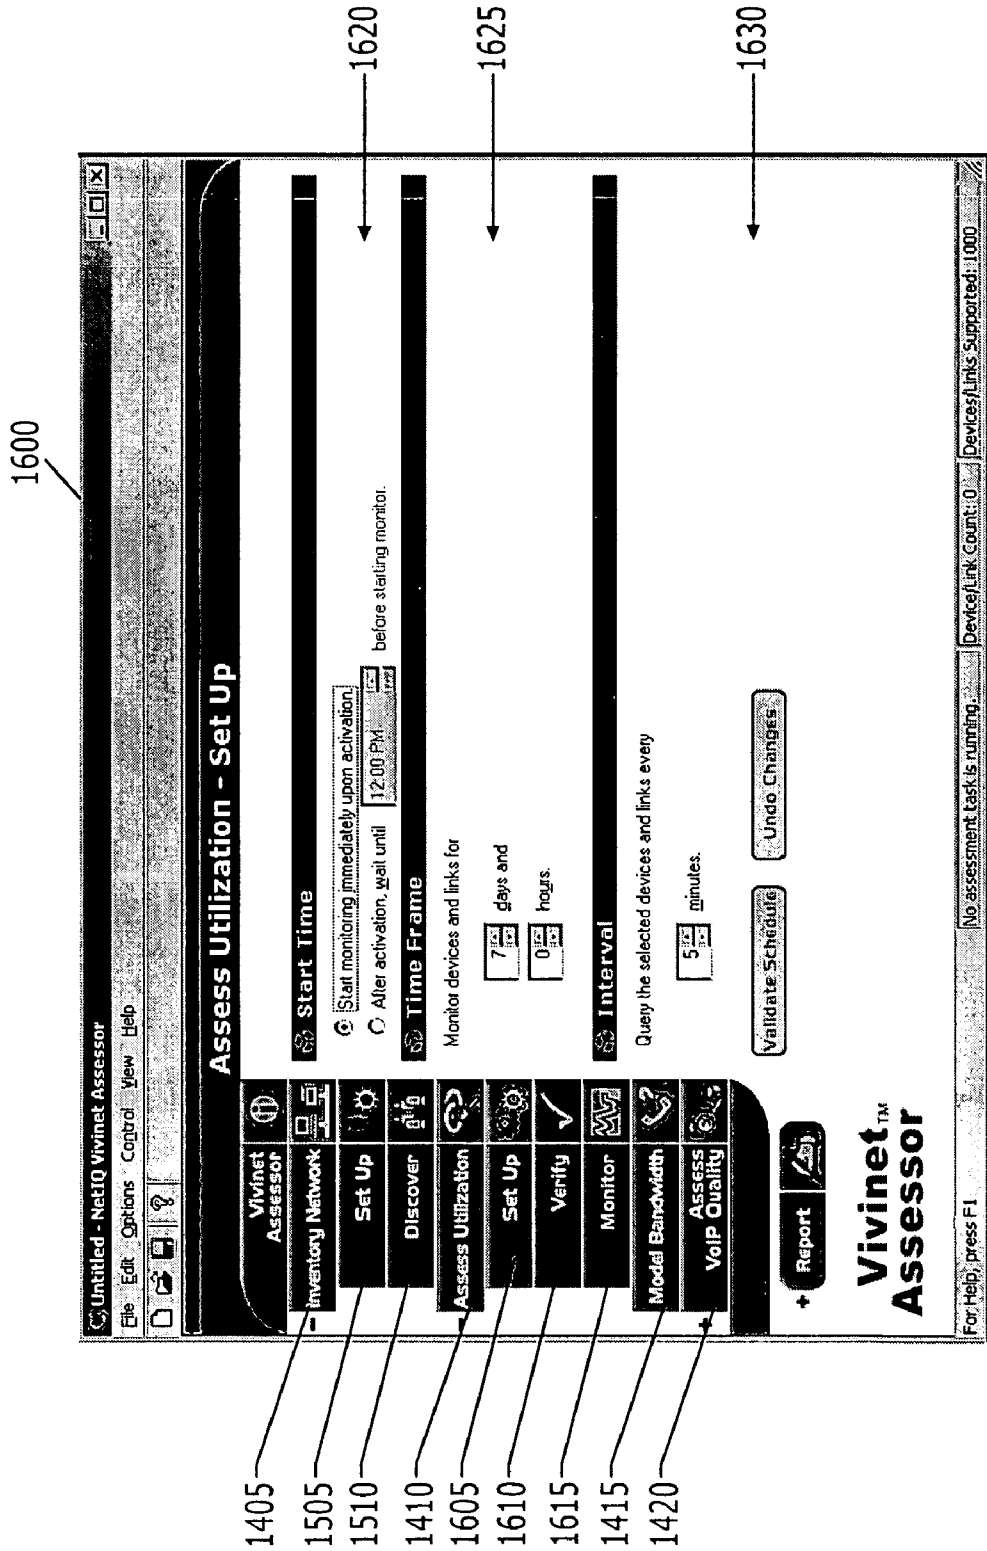 1600
Untitled - NetIQ Vivinet Assessor
File Edit Options Control View Help
Assess Utilization - Set Up
Vivinet
Assessor
Inventory Network
Set Up
Discover
Assess Utilization
Set Up
Verify
Monitor
Model Bandwidth
Assess
VoIP Quality
Report
Vivinet™
Assessor
Start Time
Start monitoring immediately upon activation.
After activation, wait until 12:00 PM before starting monitor.
Time Frame
Monitor devices and links for
7 days and
0 hours.
Interval
Query the selected devices and links every
5 minutes.
Validate Schedule
Undo Changes
For Help, press F1
No assessment task is running.
Device/Link Count: 0
Devices/Links Supported: 1000
1405
1505
1510
1410
1605
1610
1615
1415
1420
1620
1625
1630